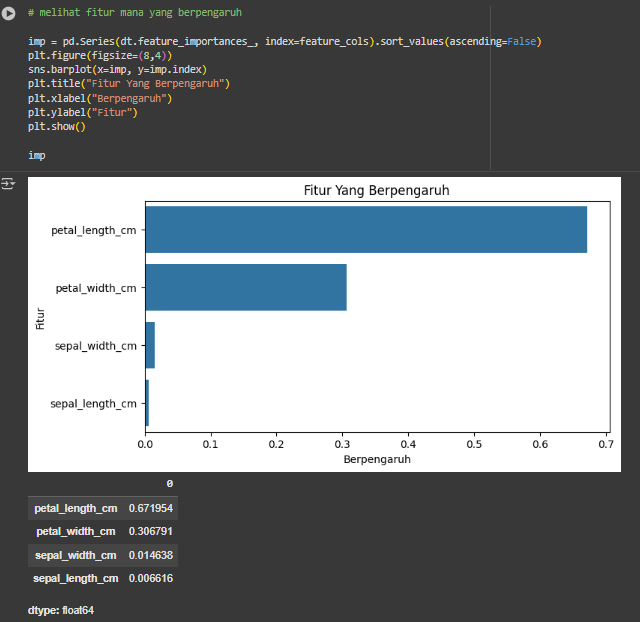 # melihat fitur mana yang berpengaruh
imp = pd.Series(dt.feature_importances_, index=feature_cols).sort_values(ascending=False)
plt.figure(figsize=(8,4))
sns.barplot(x=imp, y=imp.index)
plt.title("Fitur Yang Berpengaruh")
plt.xlabel("Berpengaruh")
plt.ylabel("Fitur")
plt.show()
imp
Fitur Yang Berpengaruh
petal_length_cm
petal_width_cm
sepal_width_cm
sepal_length_cm
Fitur
0.0 0.1 0.2 0.3 0.4 0.5 0.6 0.7
Berpengaruh
0
petal_length_cm 0.671954
petal_width_cm 0.306791
sepal_width_cm 0.014638
sepal_length_cm 0.006616
dtype: float64